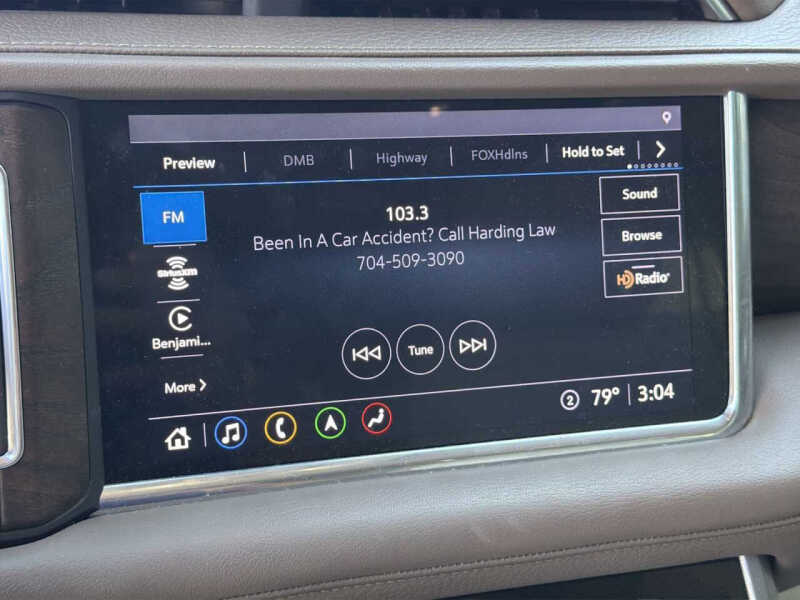 Preview DMB Highway FOXHdlns Hold to Set
FM
103.3
Been In A Car Accident? Call Harding Law
704-509-3090
Sound
Browse
HD Radio
SiriusXM
Benjami...
More
Tune
2 79° 3:04